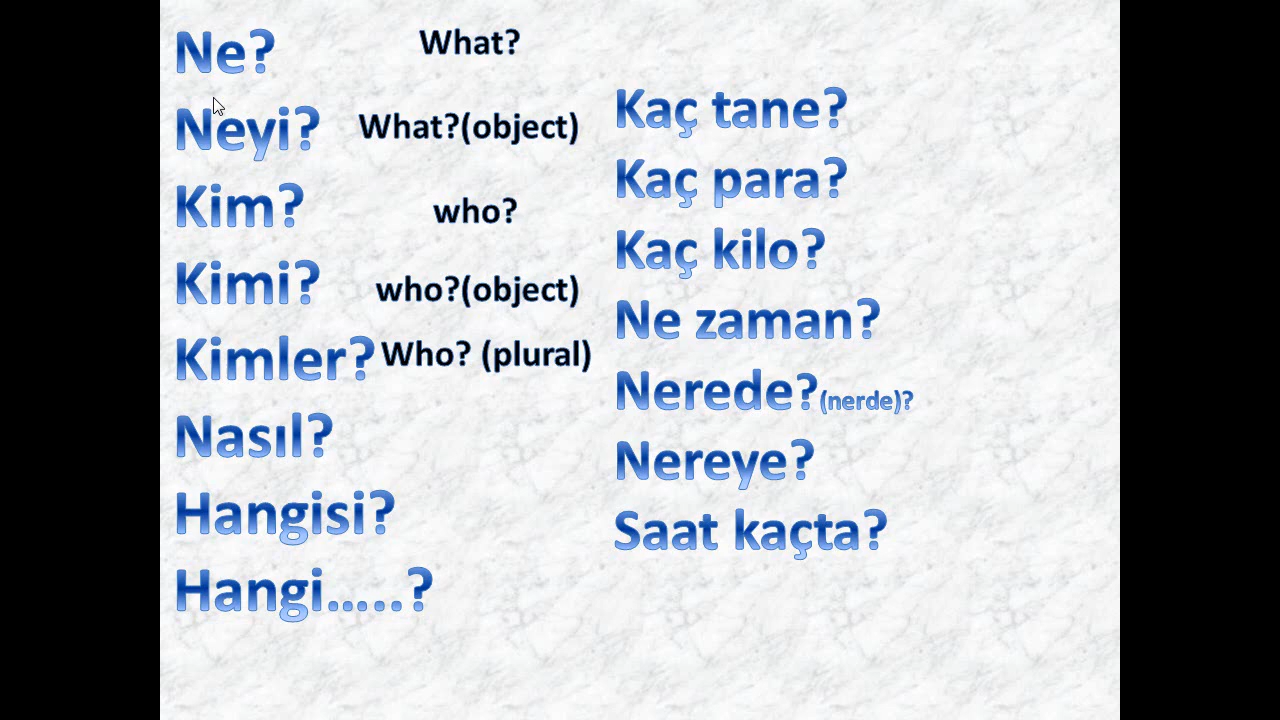 Ne? What?
Neyi? What?(object)
Kim? who?
Kimi? who?(object)
Kimler? Who? (plural)
Nasıl?
Hangisi?
Hangi.....?
Kaç tane?
Kaç para?
Kaç kilo?
Ne zaman?
Nerede?(nerde)?
Nereye?
Saat kaçta?